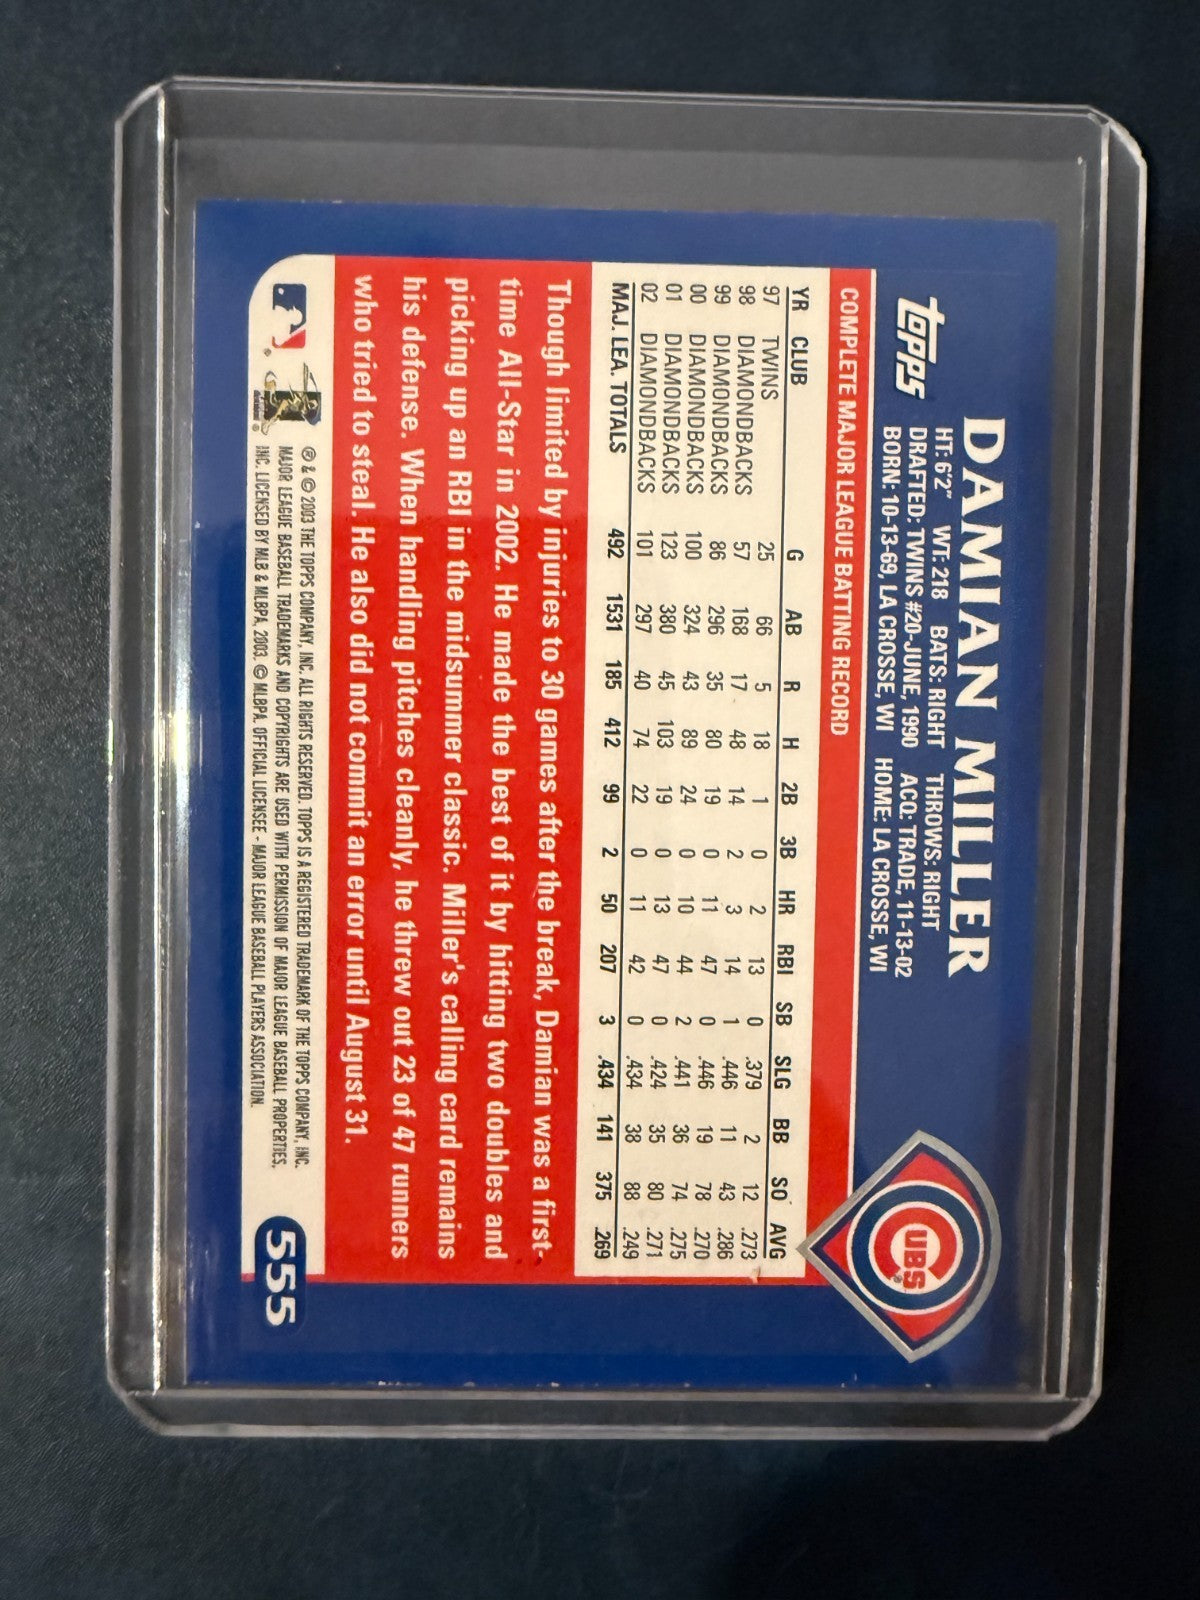 topps
DAMIAN MILLER
HT: 6'2" WT: 218 BATS: RIGHT THROWS: RIGHT
DRAFTED: TWINS #20-JUNE, 1990 ACQ: TRADE, 11-13-02
BORN: 10-13-69, LA CROSSE, WI HOME: LA CROSSE, WI
CUBS
COMPLETE MAJOR LEAGUE BATTING RECORD
YR CLUB G AB R H 2B 3B HR RBI SB SLG BB SO AVG
97 TWINS 25 66 5 18 1 0 2 13 0 .379 2 12 .273
98 DIAMONDBACKS 57 168 17 48 14 2 3 14 1 .446 11 43 .286
99 DIAMONDBACKS 86 296 35 80 19 0 11 47 0 .446 19 78 .270
00 DIAMONDBACKS 100 324 43 89 24 0 10 44 2 .441 36 74 .275
01 DIAMONDBACKS 123 380 45 103 19 0 13 47 0 .424 35 80 .271
02 DIAMONDBACKS 101 297 40 74 22 0 11 42 0 .434 38 88 .249
MAJ. LEA. TOTALS 492 1531 185 412 99 2 50 207 3 .434 141 375 .269
Though limited by injuries to 30 games after the break, Damian was a first-
time All-Star in 2002. He made the best of it by hitting two doubles and
picking up an RBI in the midsummer classic. Miller's calling card remains
his defense. When handling pitches cleanly, he threw out 23 of 47 runners
who tried to steal. He also did not commit an error until August 31.
® & © 2003 THE TOPPS COMPANY, INC. ALL RIGHTS RESERVED. TOPPS IS A REGISTERED TRADEMARK OF THE TOPPS COMPANY, INC.
MAJOR LEAGUE BASEBALL TRADEMARKS AND COPYRIGHTS ARE USED WITH PERMISSION OF MAJOR LEAGUE BASEBALL PROPERTIES,
INC. LICENSED BY MLB & MLBPA, 2003. © MLBPA. OFFICIAL LICENSEE - MAJOR LEAGUE BASEBALL PLAYERS ASSOCIATION.
555